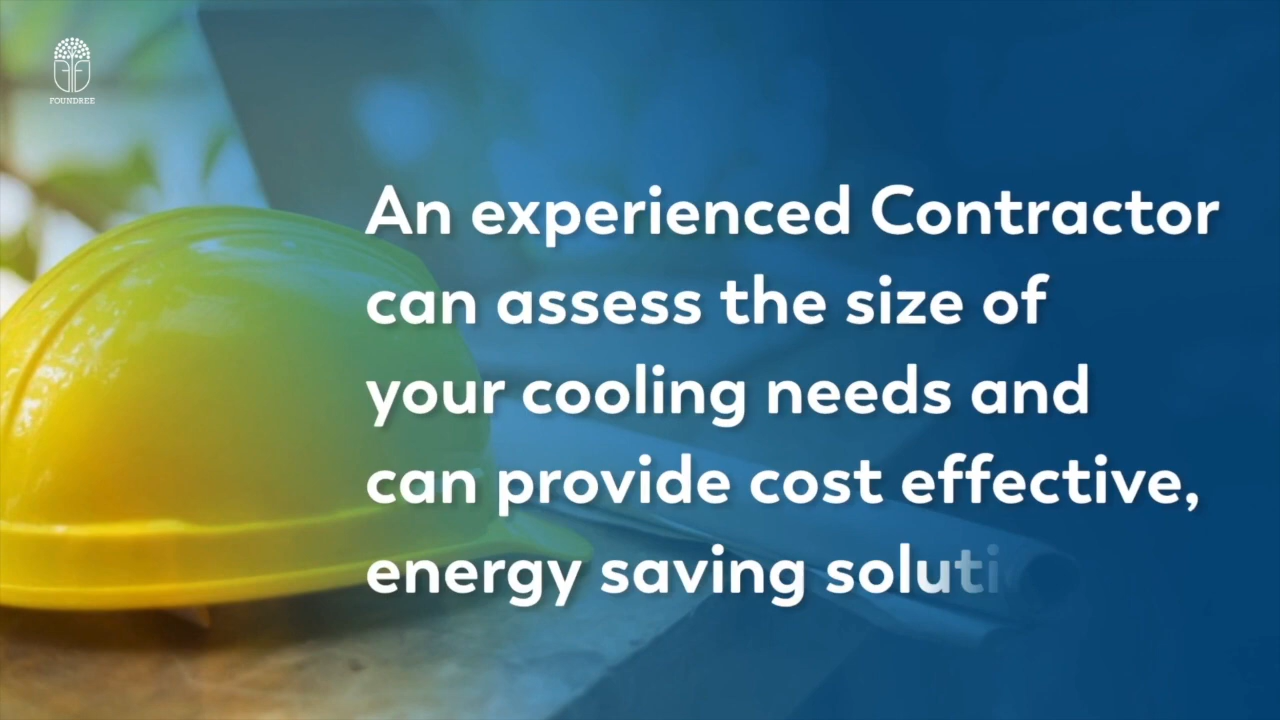 FOUNDREE
An experienced Contractor
can assess the size of
your cooling needs and
can provide cost effective,
energy saving soluti